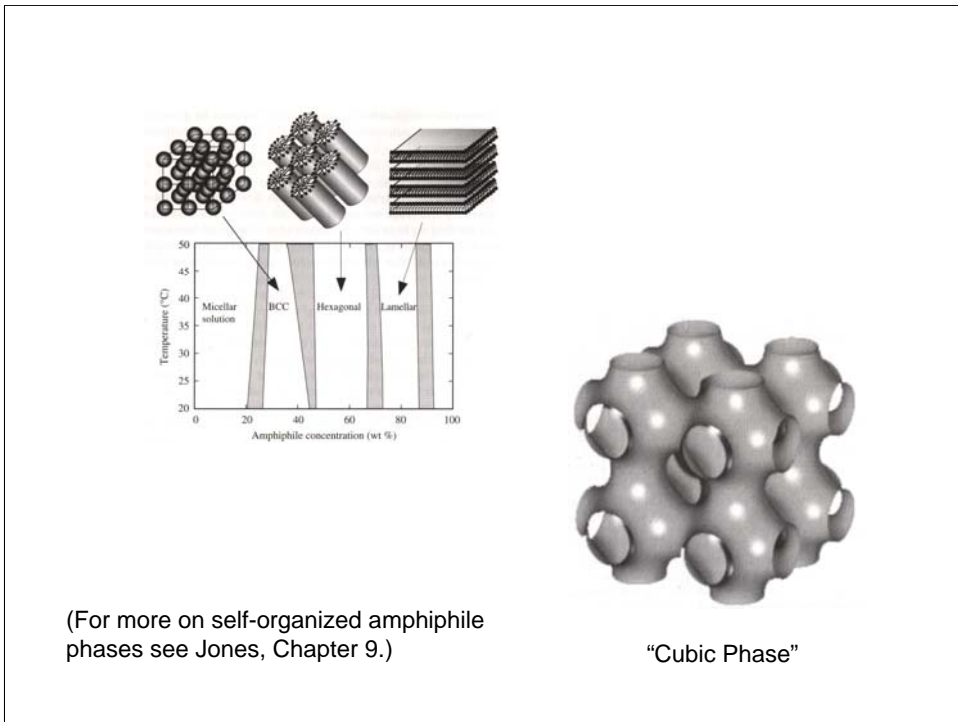 50
45
40
35
30
25
20
Temperature (°C)
Micellar
solution
BCC
Hexagonal
Lamellar
0 20 40 60 80 100
Amphiphile concentration (wt %)
(For more on self-organized amphiphile
phases see Jones, Chapter 9.)
“Cubic Phase”